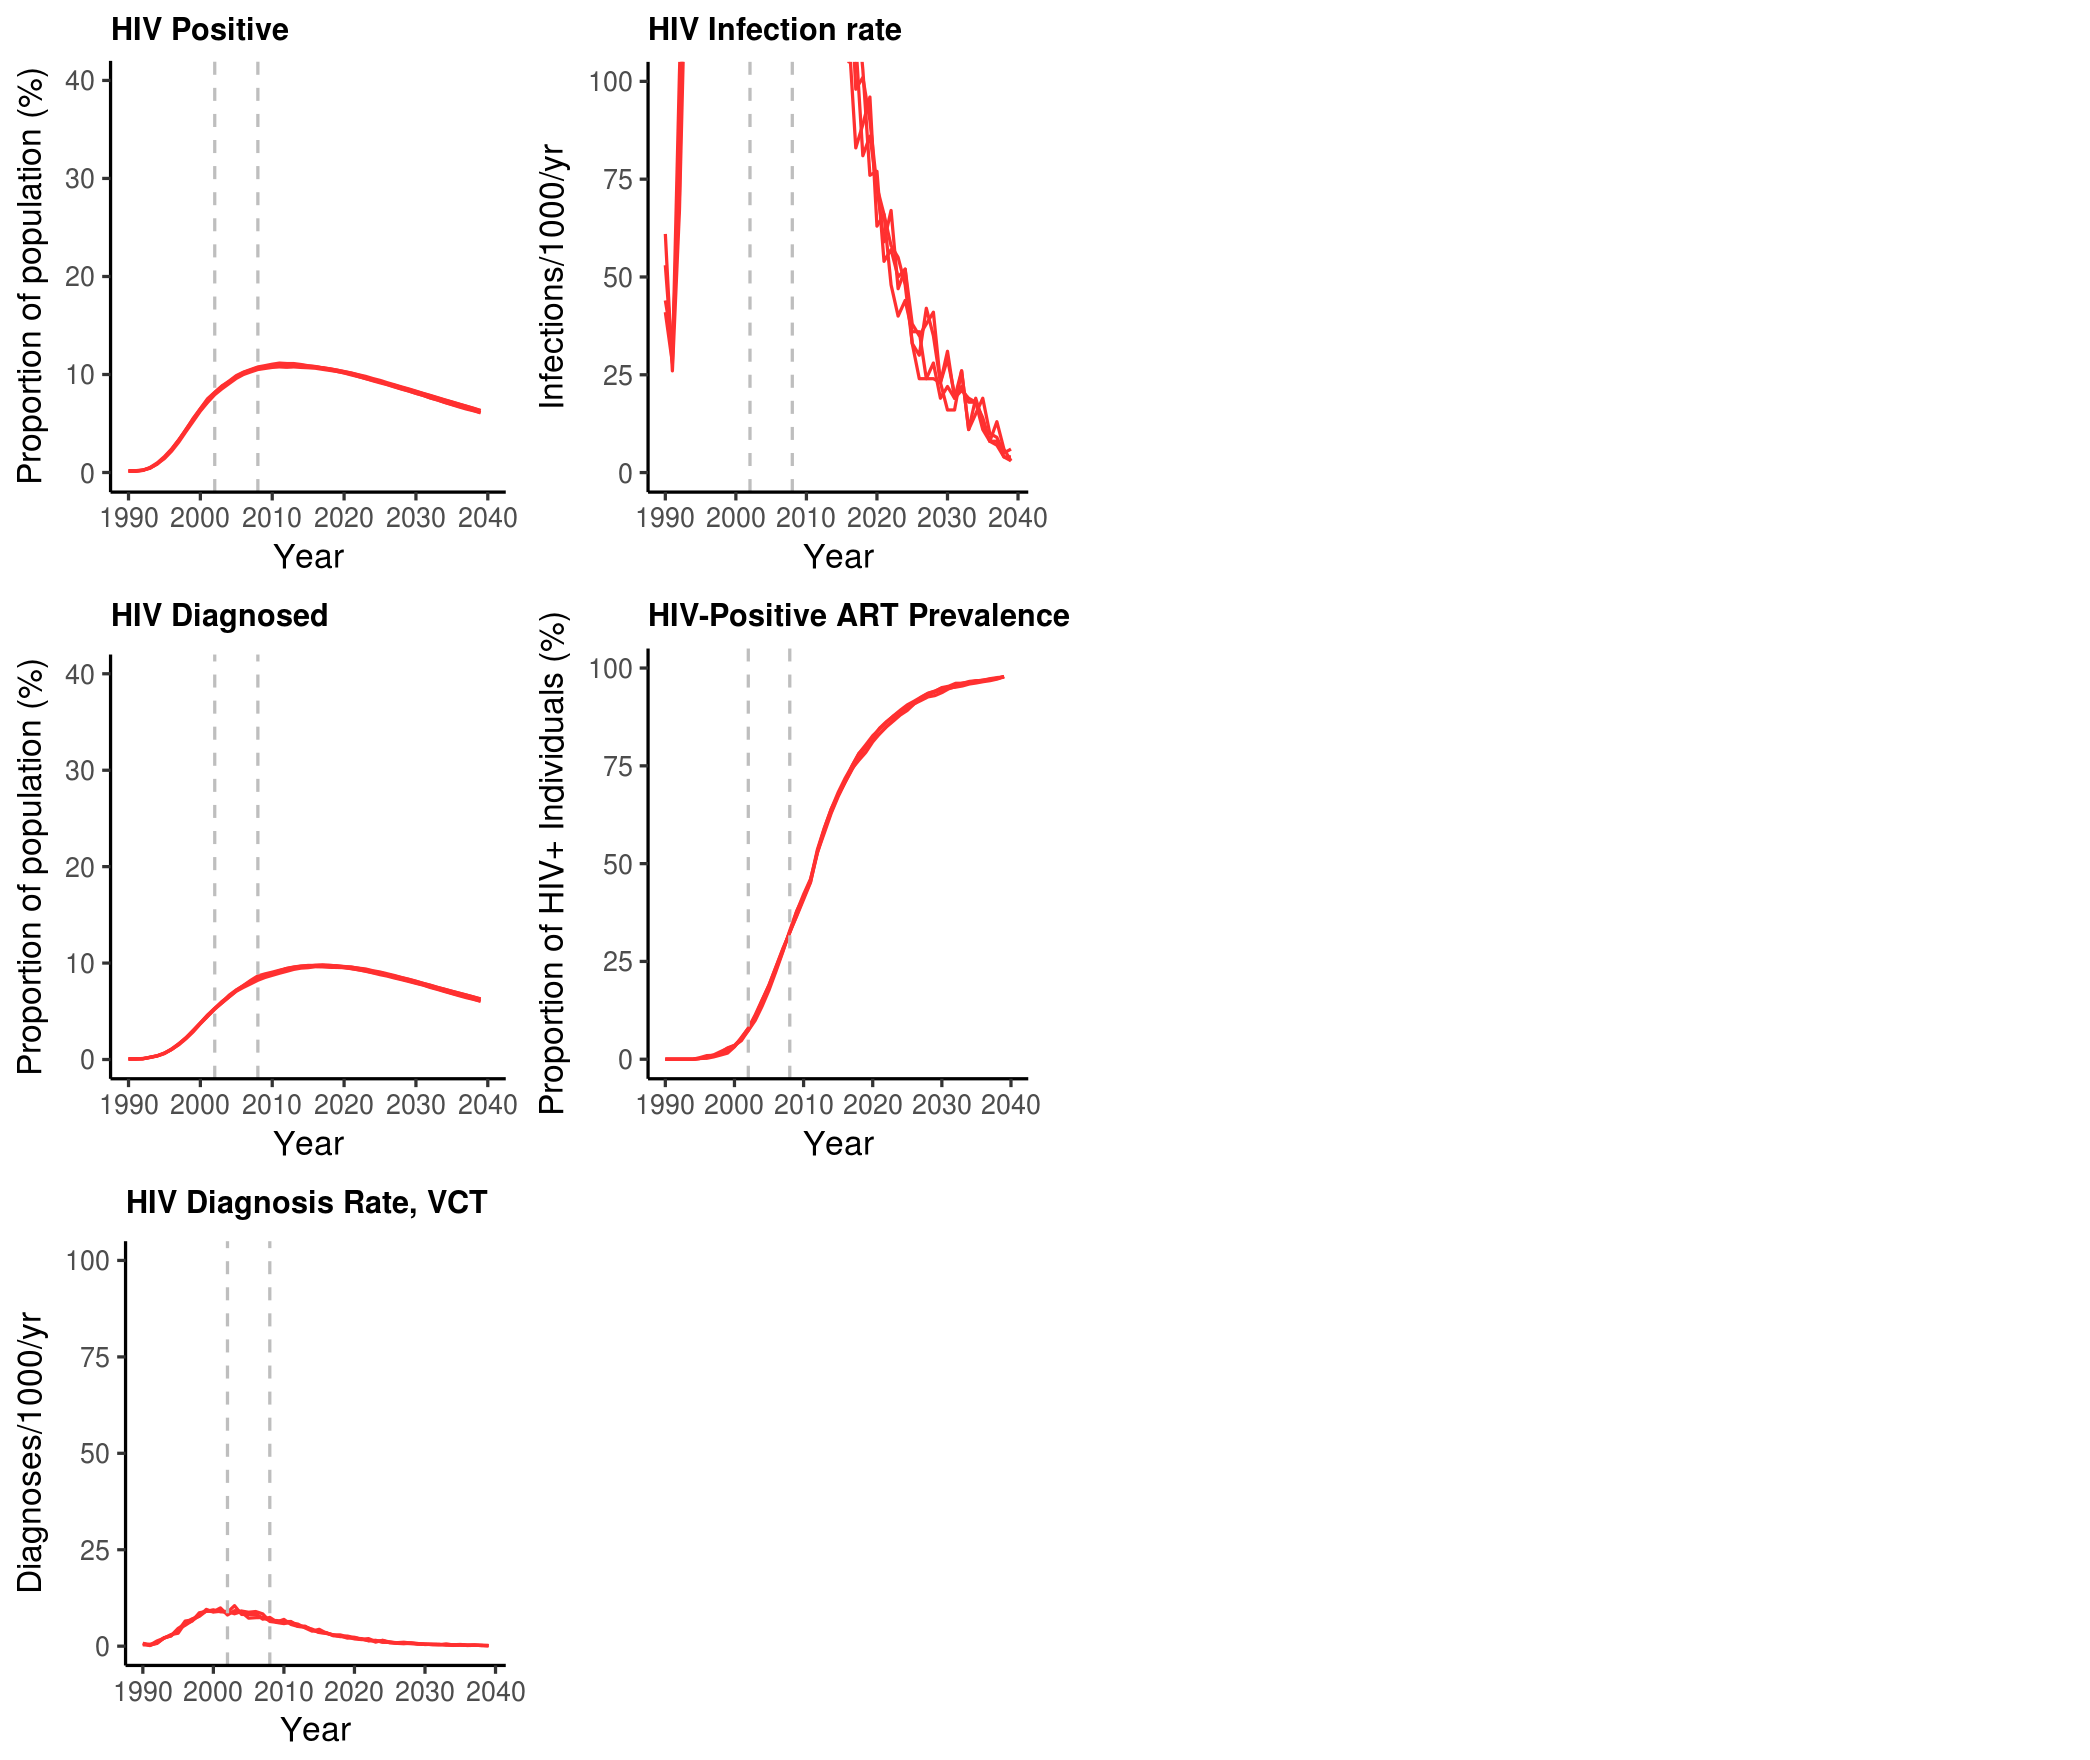 HIV Positive
Proportion of population (%)
40
30
20
10
0
1990 2000 2010 2020 2030 2040
Year
HIV Infection rate
Infections/1000/yr
100
75
50
25
0
1990 2000 2010 2020 2030 2040
Year
HIV Diagnosed
Proportion of population (%)
40
30
20
10
0
1990 2000 2010 2020 2030 2040
Year
HIV-Positive ART Prevalence
Proportion of HIV+ Individuals (%)
100
75
50
25
0
1990 2000 2010 2020 2030 2040
Year
HIV Diagnosis Rate, VCT
Diagnoses/1000/yr
100
75
50
25
0
1990 2000 2010 2020 2030 2040
Year